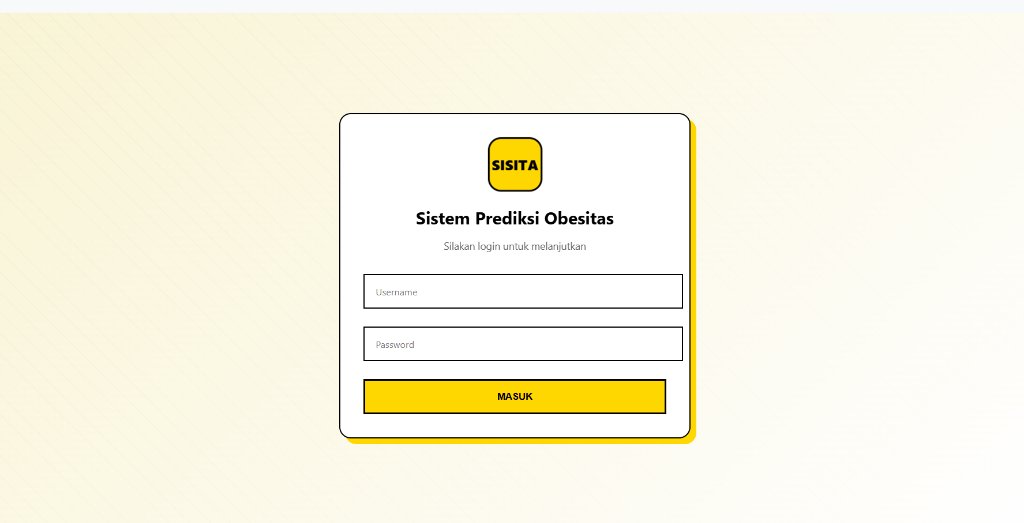 SISITA
Sistem Prediksi Obesitas
Silakan login untuk melanjutkan
Username
Password
MASUK